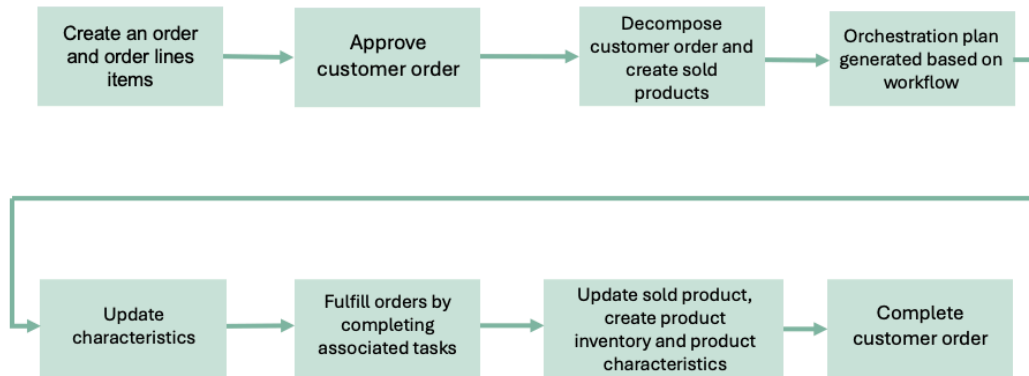 Create an order
and order lines
items
Approve
customer order
Decompose
customer order and
create sold
products
Orchestration plan
generated based on
workflow
Update
characteristics
Fulfill orders by
completing
associated tasks
Update sold product,
create product
inventory and product
characteristics
Complete
customer order